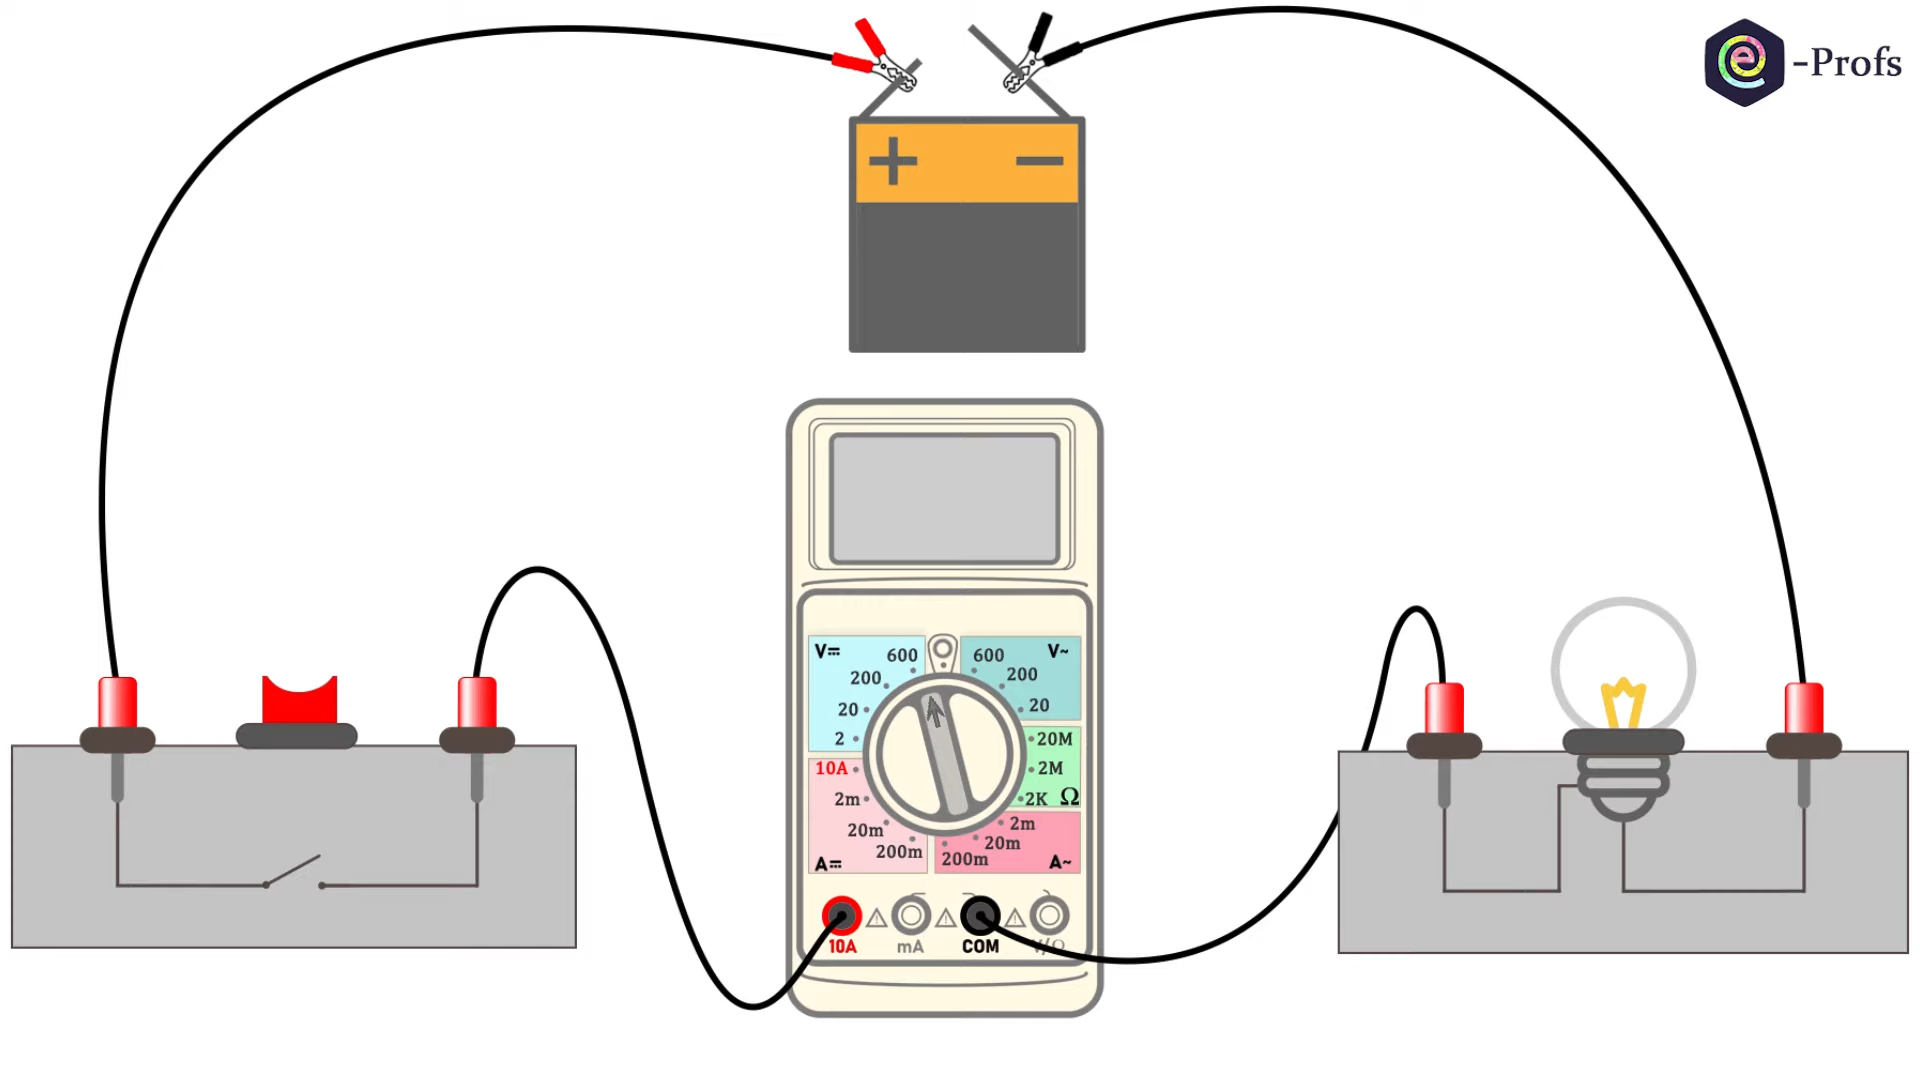 e-Profs
+ −
V⎓ 600 600 V~
200 200
20 20
2 20M
10A 2M
2m 2K Ω
20m 2m
200m 20m
A⎓ 200m A~
10A mA COM V/Ω